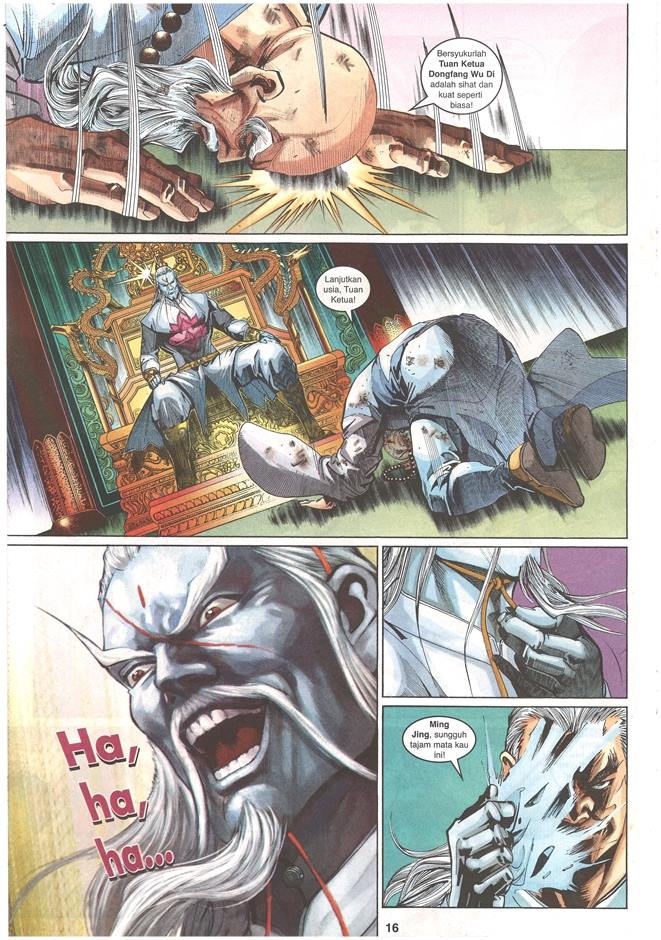 Bersyukurlah
Tuan Ketua
Dongfang Wu Di
adalah sihat dan
kuat seperti
biasa!
Lanjutkan
usia, Tuan
Ketua!
Ha,
ha,
ha...
Ming
Jing, sungguh
tajam mata kau
ini!
16